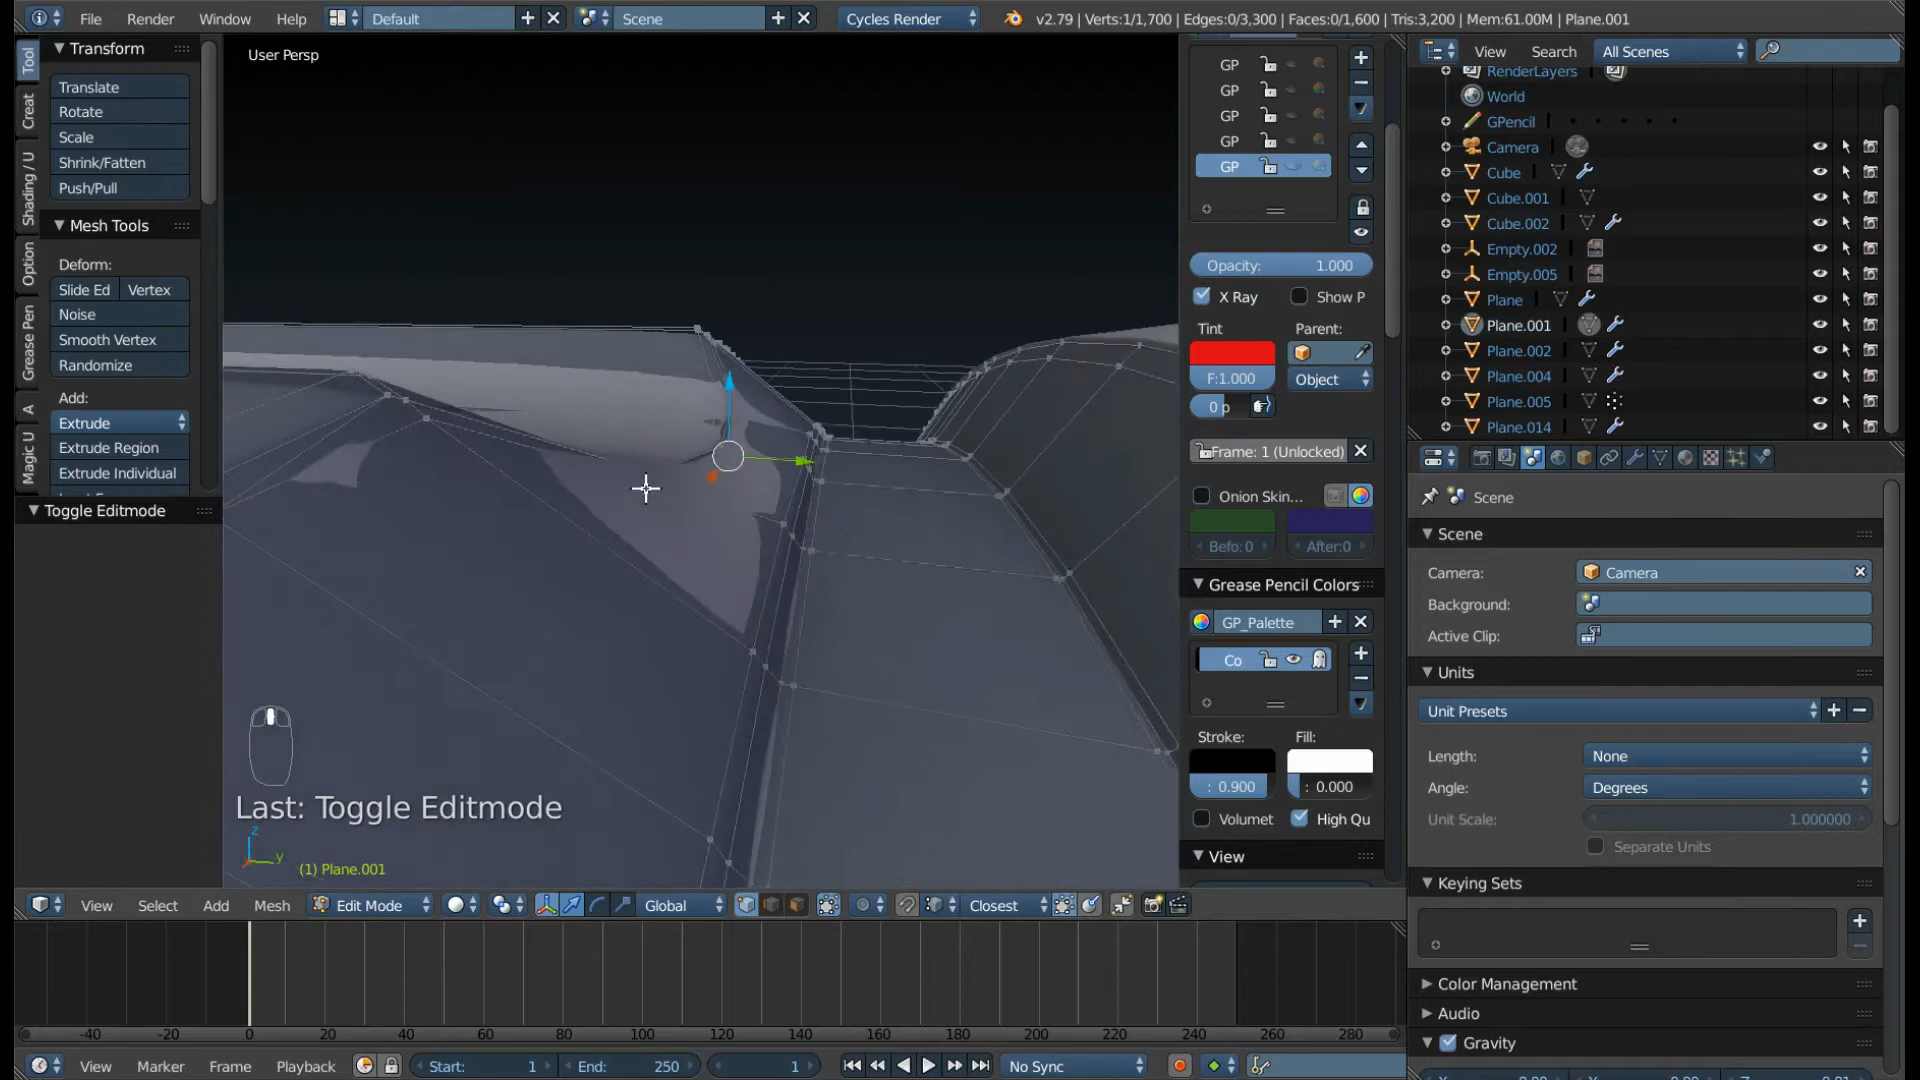 File Render Window Help Default Scene Cycles Render v2.79 | Verts:1/1,700 | Edges:0/3,300 | Faces:0/1,600 | Tris:3,200 | Mem:61.00M | Plane.001
Tool
Creat
Shading / U
Option
Grease Pen
A
Magic U
Transform
Translate
Rotate
Scale
Shrink/Fatten
Push/Pull
Mesh Tools
Deform:
Slide Ed Vertex
Noise
Smooth Vertex
Randomize
Add:
Extrude
Extrude Region
Extrude Individual
Toggle Editmode
User Persp
Last: Toggle Editmode
z
y
(1) Plane.001
GP
GP
GP
GP
GP
Opacity: 1.000
X Ray Show P
Tint Parent:
F:1.000 Object
0 p
Frame: 1 (Unlocked)
Onion Skin...
Befo:0 After:0
Grease Pencil Colors
GP_Palette
Co
Stroke: Fill:
: 0.900 : 0.000
Volumet High Qu
View
View Search All Scenes
RenderLayers
World
GPencil
Camera
Cube
Cube.001
Cube.002
Empty.002
Empty.005
Plane
Plane.001
Plane.002
Plane.004
Plane.005
Plane.014
Scene
Scene
Camera: Camera
Background:
Active Clip:
Units
Unit Presets
Length: None
Angle: Degrees
Unit Scale: 1.000000
Separate Units
Keying Sets
Color Management
Audio
Gravity
View Select Add Mesh Edit Mode Global Closest
-40 -20 0 20 40 60 80 100 120 140 160 180 200 220 240 260 280
View Marker Frame Playback Start: 1 End: 250 1 No Sync